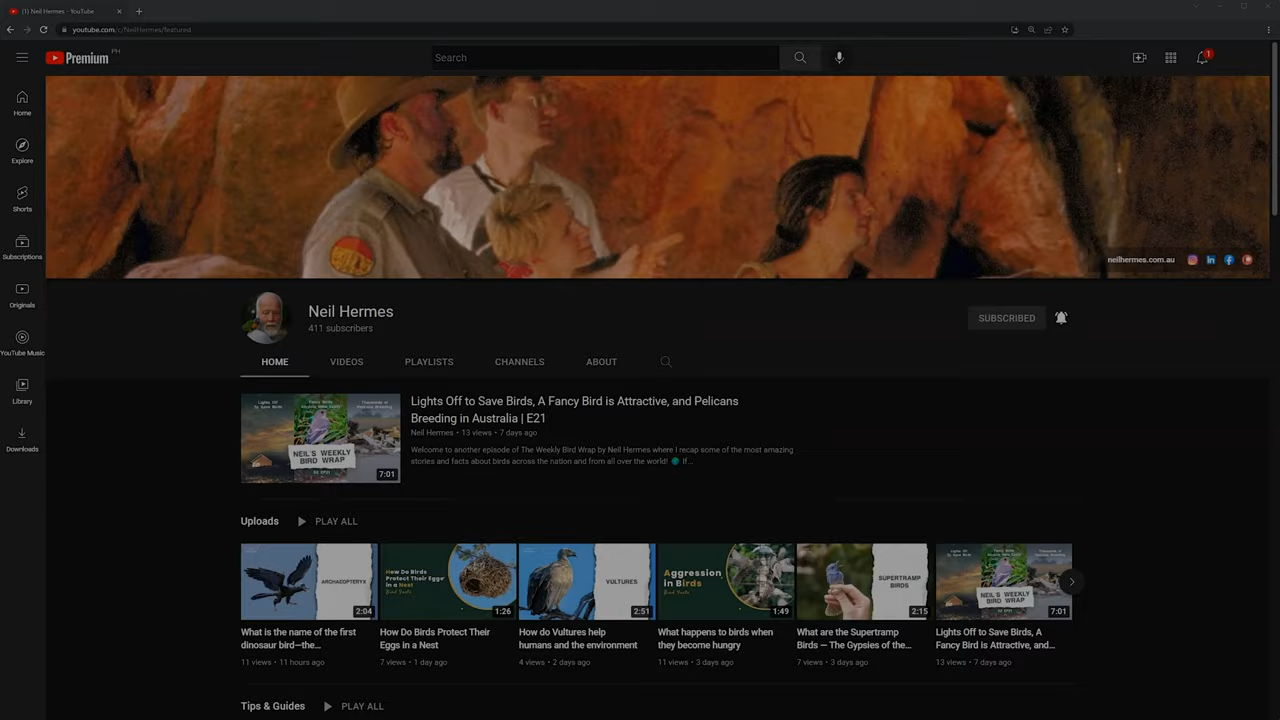 (1) Neil Hermes - YouTube
youtube.com/c/NeilHermes/featured
Premium PH
Search
1
Home
Explore
Shorts
Subscriptions
Originals
YouTube Music
Library
Downloads
neilhermes.com.au
Neil Hermes
411 subscribers
SUBSCRIBED
HOME VIDEOS PLAYLISTS CHANNELS ABOUT
Lights Off
To Save Birds
NEIL'S WEEKLY
BIRD WRAP
7:01
Lights Off to Save Birds, A Fancy Bird is Attractive, and Pelicans
Breeding in Australia | E21
Neil Hermes • 13 views • 7 days ago
Welcome to another episode of The Weekly Bird Wrap by Neil Hermes where I recap some of the most amazing
stories and facts about birds across the nation and from all over the world! If...
Uploads PLAY ALL
ARCHAEOPTERYX
2:04
How Do Birds
Protect Their Eggs
in a Nest
Bird Facts
1:26
VULTURES
2:51
Aggression
in Birds
Bird Facts
1:49
SUPERTRAMP
BIRDS
2:15
NEIL'S WEEKLY
BIRD WRAP
7:01
What is the name of the first
dinosaur bird—the...
11 views • 11 hours ago
How Do Birds Protect Their
Eggs in a Nest
7 views • 1 day ago
How do Vultures help
humans and the environment
4 views • 2 days ago
What happens to birds when
they become hungry
11 views • 3 days ago
What are the Supertramp
Birds — The Gypsies of the...
7 views • 3 days ago
Lights Off to Save Birds, A
Fancy Bird is Attractive, and...
13 views • 7 days ago
Tips & Guides PLAY ALL